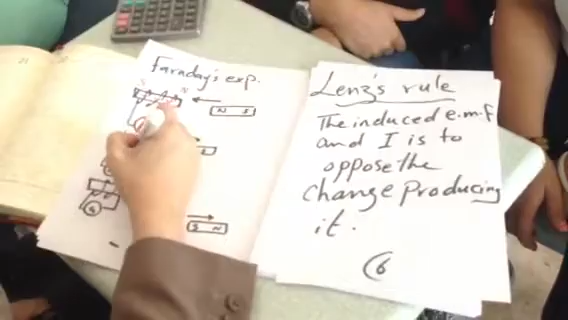 Faraday's exp.
N S
S N
G
Lenz's rule
The induced e.m.f
and I is to
oppose the
change producing
it.
(6